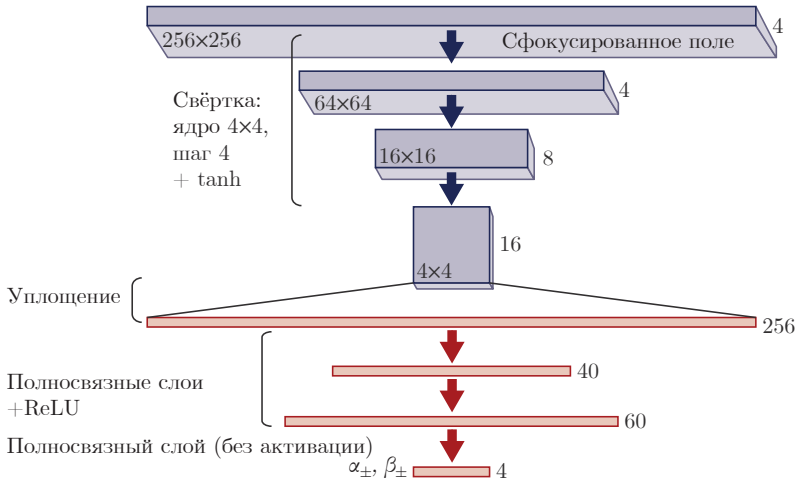 4
256×256
Сфокусированное поле
4
64×64
Свёртка:
ядро 4×4,
шаг 4
+ tanh
16×16
8
16
4×4
Уплощение
256
40
Полносвязные слои
+ReLU
60
Полносвязный слой (без активации)
α±, β±
4